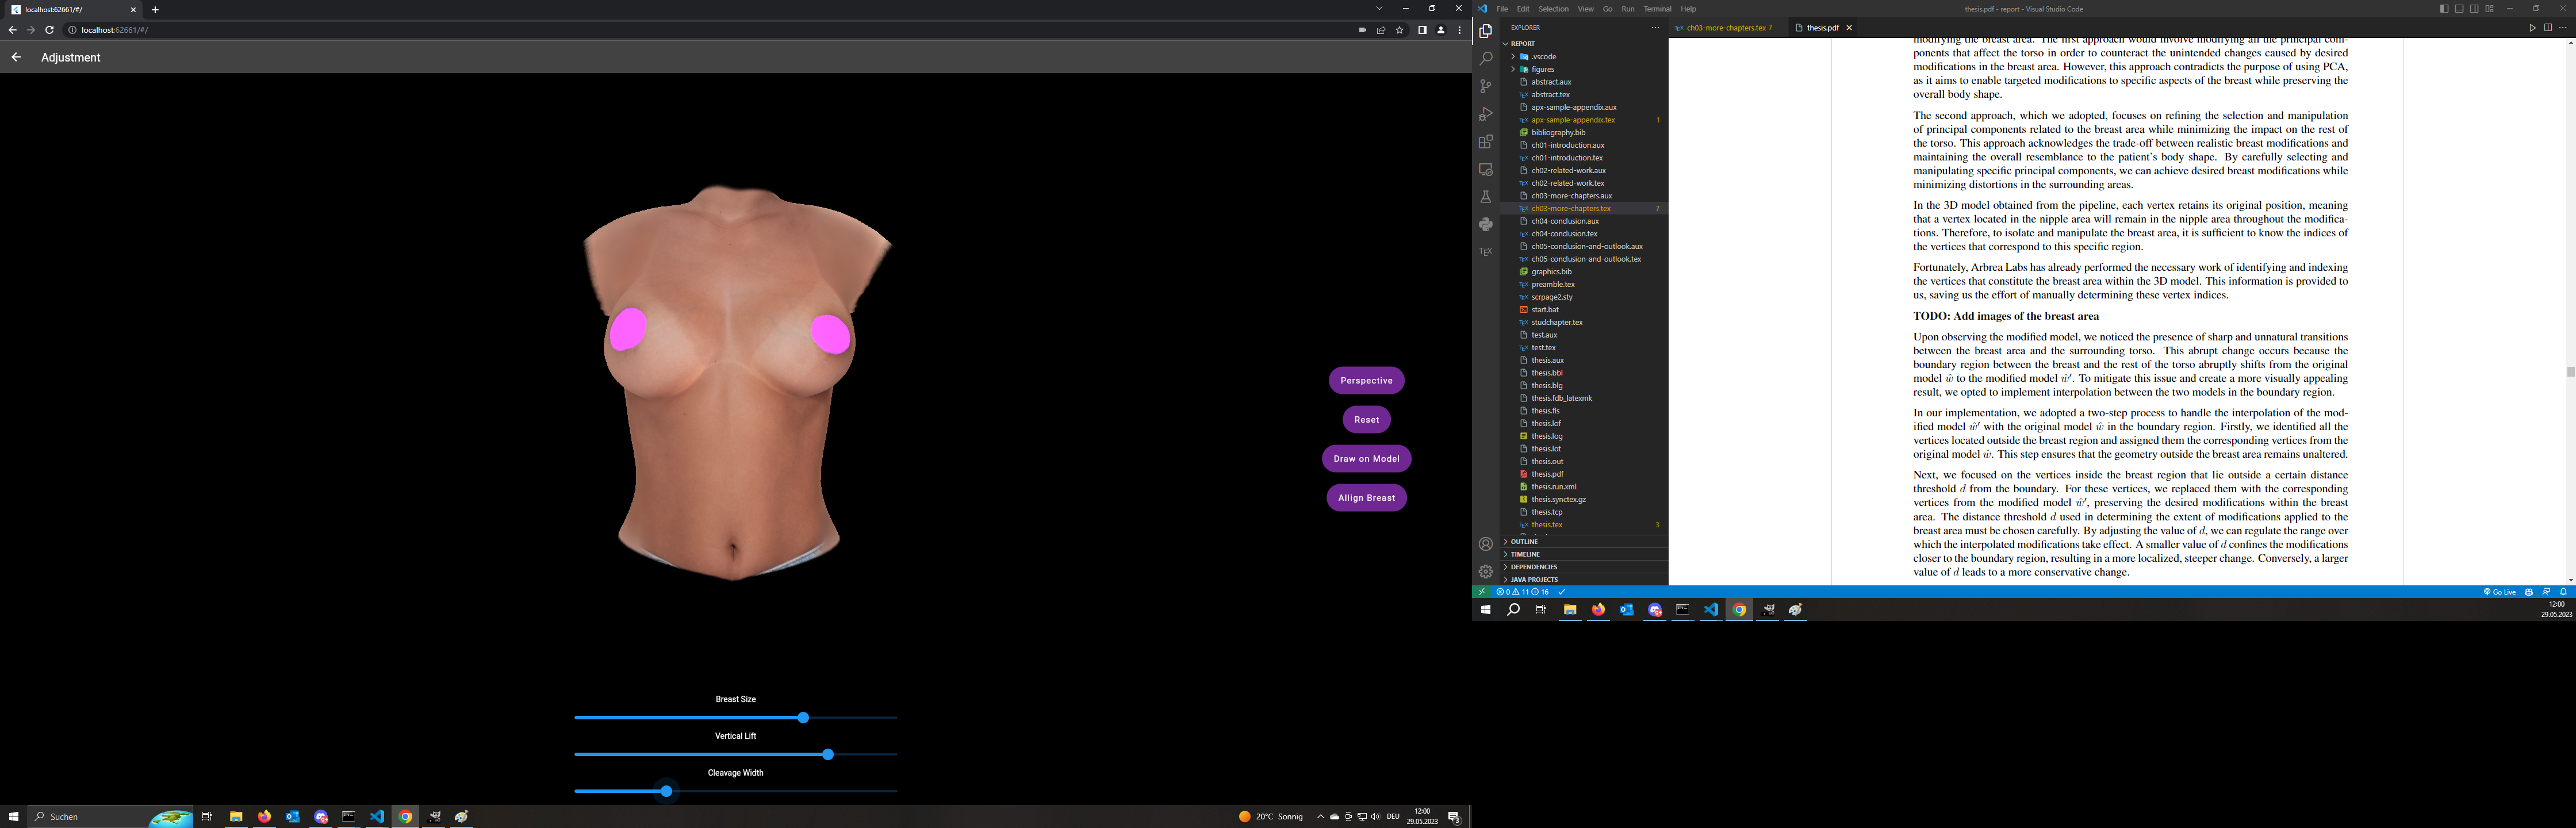 localhost:62661/#/
localhost:62661/#/
Adjustment
Perspective
Reset
Draw on Model
Allign Breast
Breast Size
Vertical Lift
Cleavage Width
Suchen
20°C Sonnig
DEU
12:00
29.05.2023
3
File Edit Selection View Go Run Terminal Help
thesis.pdf - report - Visual Studio Code
EXPLORER
ch03-more-chapters.tex 7
thesis.pdf
REPORT
.vscode
figures
abstract.aux
abstract.tex
apx-sample-appendix.aux
apx-sample-appendix.tex 1
bibliography.bib
ch01-introduction.aux
ch01-introduction.tex
ch02-related-work.aux
ch02-related-work.tex
ch03-more-chapters.aux
ch03-more-chapters.tex 7
ch04-conclusion.aux
ch04-conclusion.tex
ch05-conclusion-and-outlook.aux
ch05-conclusion-and-outlook.tex
graphics.bib
preamble.tex
scrpage2.sty
start.bat
studchapter.tex
test.aux
test.tex
thesis.aux
thesis.bbl
thesis.blg
thesis.fdb_latexmk
thesis.fls
thesis.lof
thesis.log
thesis.lot
thesis.out
thesis.pdf
thesis.run.xml
thesis.synctex.gz
thesis.tcp
thesis.tex 3
OUTLINE
TIMELINE
DEPENDENCIES
JAVA PROJECTS
modifying the breast area. The first approach would involve modifying all the principal com-
ponents that affect the torso in order to counteract the unintended changes caused by desired
modifications in the breast area. However, this approach contradicts the purpose of using PCA,
as it aims to enable targeted modifications to specific aspects of the breast while preserving the
overall body shape.
The second approach, which we adopted, focuses on refining the selection and manipulation
of principal components related to the breast area while minimizing the impact on the rest of
the torso. This approach acknowledges the trade-off between realistic breast modifications and
maintaining the overall resemblance to the patient's body shape. By carefully selecting and
manipulating specific principal components, we can achieve desired breast modifications while
minimizing distortions in the surrounding areas.
In the 3D model obtained from the pipeline, each vertex retains its original position, meaning
that a vertex located in the nipple area will remain in the nipple area throughout the modifica-
tions. Therefore, to isolate and manipulate the breast area, it is sufficient to know the indices of
the vertices that correspond to this specific region.
Fortunately, Arbrea Labs has already performed the necessary work of identifying and indexing
the vertices that constitute the breast area within the 3D model. This information is provided to
us, saving us the effort of manually determining these vertex indices.
TODO: Add images of the breast area
Upon observing the modified model, we noticed the presence of sharp and unnatural transitions
between the breast area and the surrounding torso. This abrupt change occurs because the
boundary region between the breast and the rest of the torso abruptly shifts from the original
model ŵ to the modified model ŵ′. To mitigate this issue and create a more visually appealing
result, we opted to implement interpolation between the two models in the boundary region.
In our implementation, we adopted a two-step process to handle the interpolation of the mod-
ified model ŵ′ with the original model ŵ in the boundary region. Firstly, we identified all the
vertices located outside the breast region and assigned them the corresponding vertices from the
original model ŵ. This step ensures that the geometry outside the breast area remains unaltered.
Next, we focused on the vertices inside the breast region that lie outside a certain distance
threshold d from the boundary. For these vertices, we replaced them with the corresponding
vertices from the modified model ŵ′, preserving the desired modifications within the breast
area. The distance threshold d used in determining the extent of modifications applied to the
breast area must be chosen carefully. By adjusting the value of d, we can regulate the range over
which the interpolated modifications take effect. A smaller value of d confines the modifications
closer to the boundary region, resulting in a more localized, steeper change. Conversely, a larger
value of d leads to a more conservative change.
0 11 16
Go Live
12:00
29.05.2023